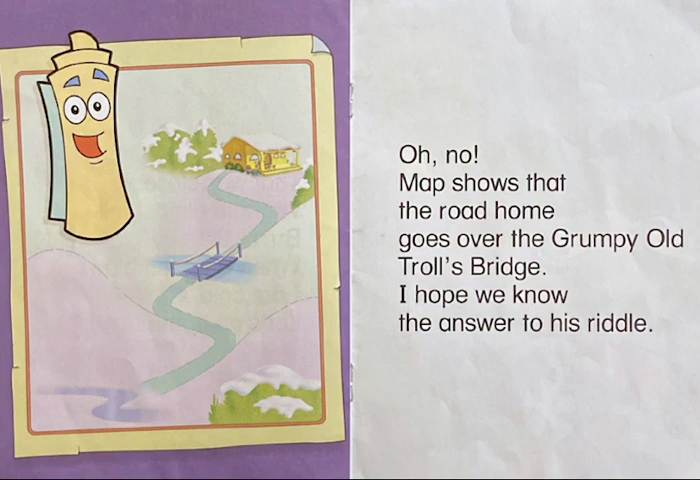 Oh, no!
Map shows that
the road home
goes over the Grumpy Old
Troll's Bridge.
I hope we know
the answer to his riddle.